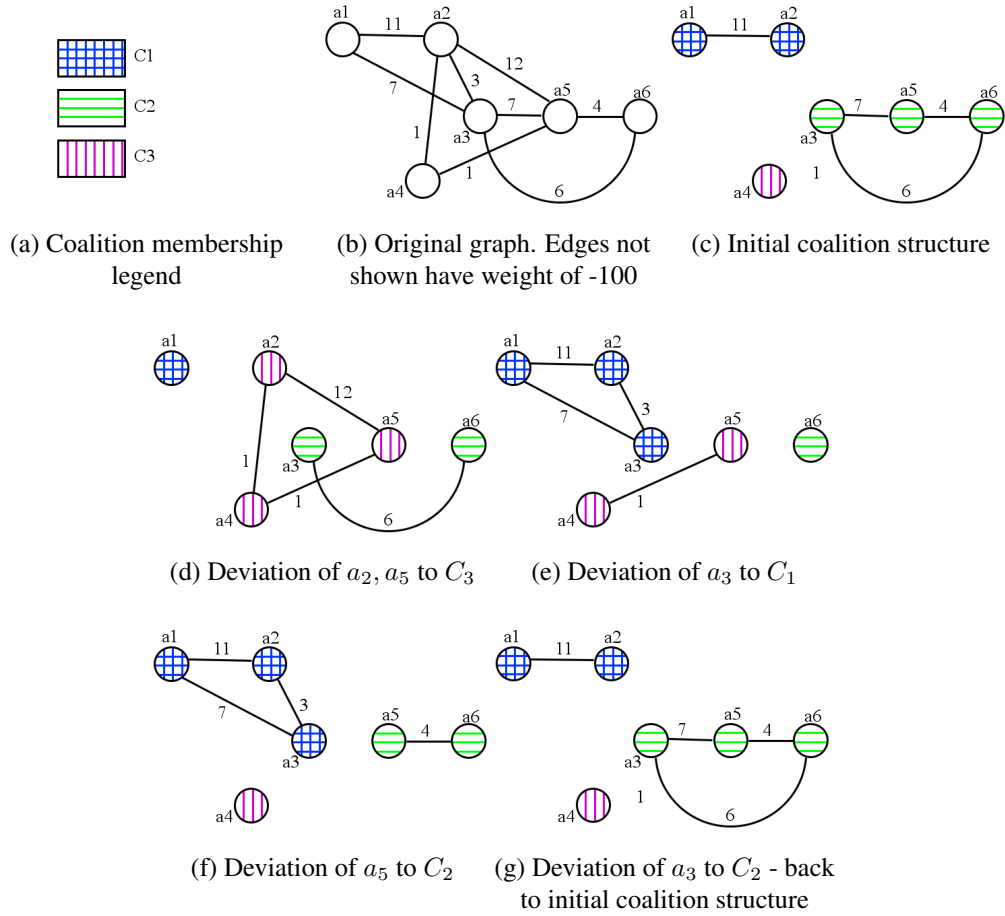 C1
C2
C3
(a) Coalition membership
legend
a1
a2
a3
a4
a5
a6
11
7
3
12
7
4
1
1
6
(b) Original graph. Edges not
shown have weight of -100
a1
a2
a3
a4
a5
a6
11
7
4
1
6
(c) Initial coalition structure
a1
a2
a3
a4
a5
a6
12
1
1
6
(d) Deviation of a₂, a₅ to C₃
a1
a2
a3
a4
a5
a6
11
7
3
1
(e) Deviation of a₃ to C₁
a1
a2
a3
a4
a5
a6
11
7
3
4
(f) Deviation of a₅ to C₂
a1
a2
a3
a4
a5
a6
11
7
4
1
6
(g) Deviation of a₃ to C₂ - back
to initial coalition structure